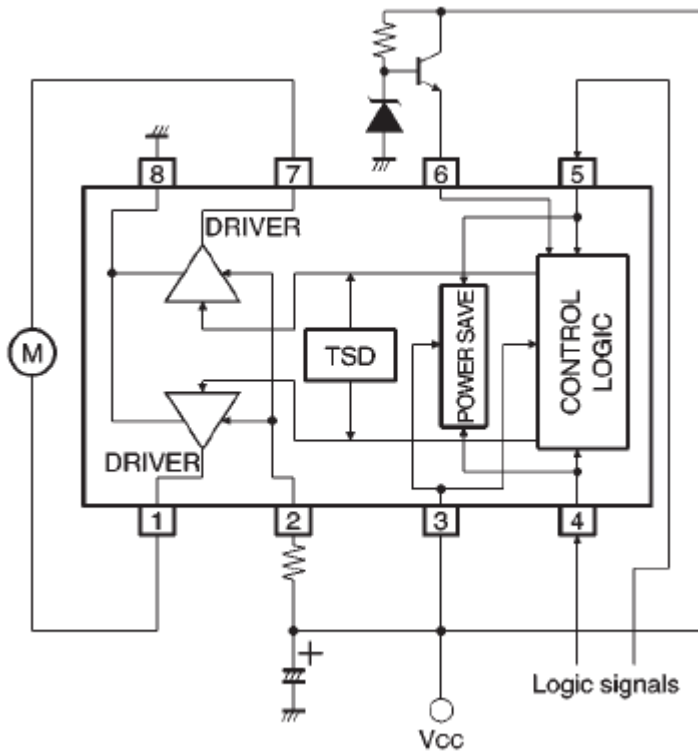 8
7
6
5
DRIVER
M
TSD
POWER SAVE
CONTROL
LOGIC
DRIVER
1
2
3
4
+
Logic signals
VCC